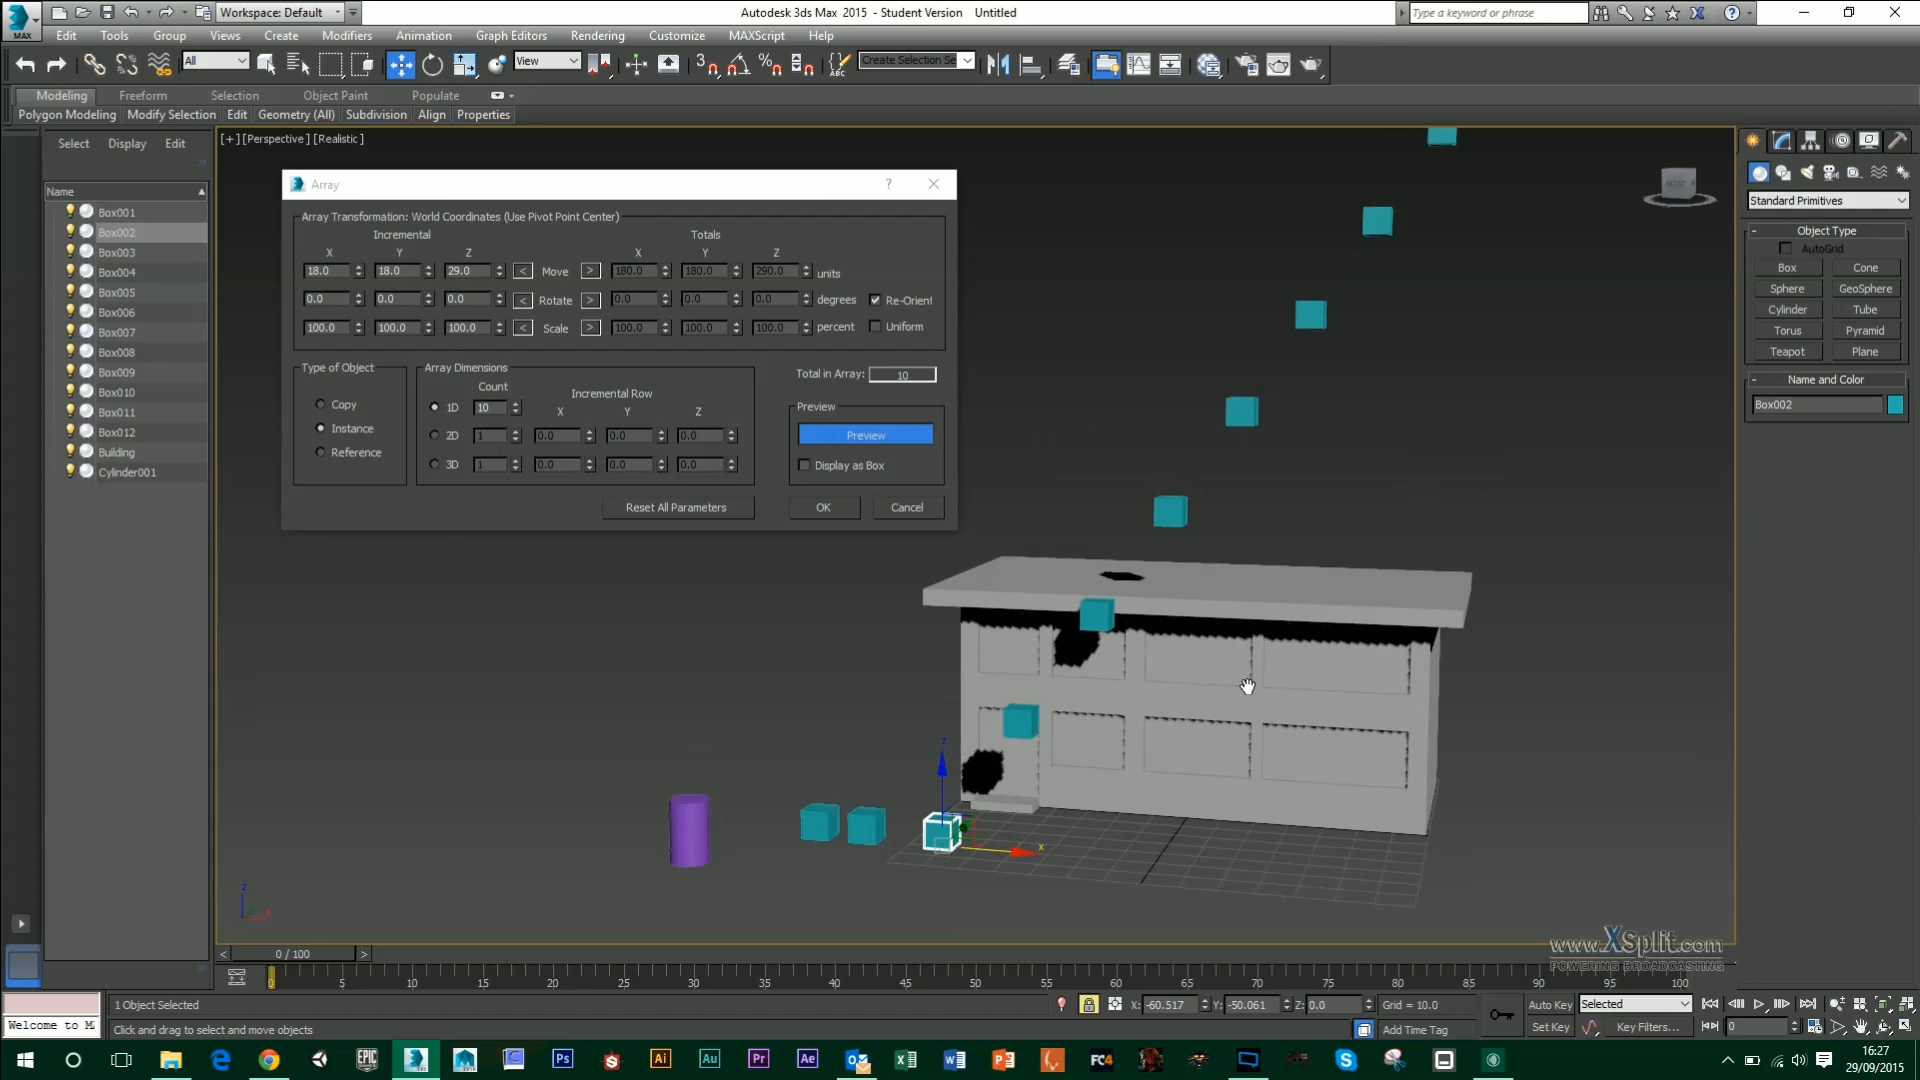 Workspace: Default
Autodesk 3ds Max 2015 - Student Version Untitled
Type a keyword or phrase
MAX
Edit Tools Group Views Create Modifiers Animation Graph Editors Rendering Customize MAXScript Help
All View Create Selection Se
Modeling Freeform Selection Object Paint Populate
Polygon Modeling Modify Selection Edit Geometry (All) Subdivision Align Properties
Select Display Edit
[+] [Perspective] [Realistic]
Name
Box001
Box002
Box003
Box004
Box005
Box006
Box007
Box008
Box009
Box010
Box011
Box012
Building
Cylinder001
Array
Array Transformation: World Coordinates (Use Pivot Point Center)
Incremental Totals
X Y Z X Y Z
18.0 18.0 29.0 < Move > 180.0 180.0 290.0 units
0.0 0.0 0.0 < Rotate > 0.0 0.0 0.0 degrees Re-Orient
100.0 100.0 100.0 < Scale > 100.0 100.0 100.0 percent Uniform
Type of Object
Copy
Instance
Reference
Array Dimensions
Count
Incremental Row
X Y Z
1D 10
2D 1 0.0 0.0 0.0
3D 1 0.0 0.0 0.0
Total in Array: 10
Preview
Preview
Display as Box
Reset All Parameters OK Cancel
FRONT
Standard Primitives
- Object Type
AutoGrid
Box Cone
Sphere GeoSphere
Cylinder Tube
Torus Pyramid
Teapot Plane
- Name and Color
Box002
z
x
z
x
www.XSplit.com
POWERING BROADCASTING
< 0 / 100 >
0 5 10 15 20 25 30 35 40 45 50 55 60 65 70 75 80 85 90 95 100
1 Object Selected
X: -60.517 Y: -50.061 Z: 0.0 Grid = 10.0
Auto Key Selected
Welcome to MA
Click and drag to select and move objects
Add Time Tag
Set Key Key Filters... 0
EPIC Ps Ai Au Pr Ae FC4
16:27
29/09/2015